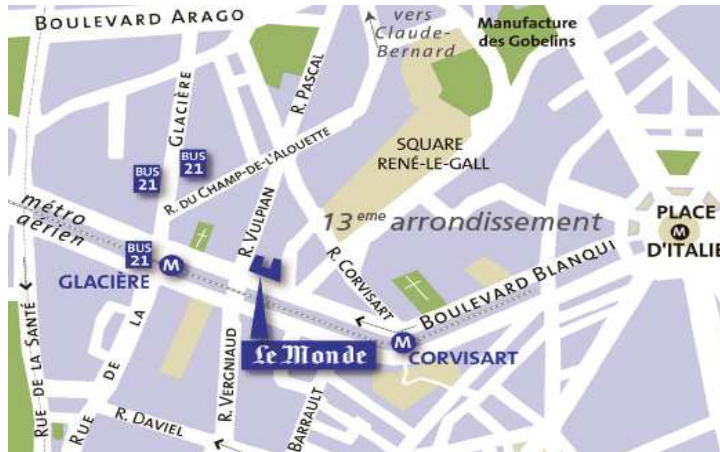 BOULEVARD ARAGO
vers
Claude-
Bernard
Manufacture
des Gobelins
GLACIÈRE
R. PASCAL
BUS
21
BUS
21
R. DU CHAMP-DE-L'ALOUETTE
SQUARE
RENÉ-LE-GALL
métro
aérien
13eme arrondissement
PLACE
D'ITALIE
M
R. VULPIAN
R. CORVISART
BUS
21
M
GLACIÈRE
BOULEVARD BLANQUI
Le Monde
M
CORVISART
RUE DE LA SANTÉ
RUE DE LA
R. VERGNIAUD
BARRAULT
R. DAVIEL